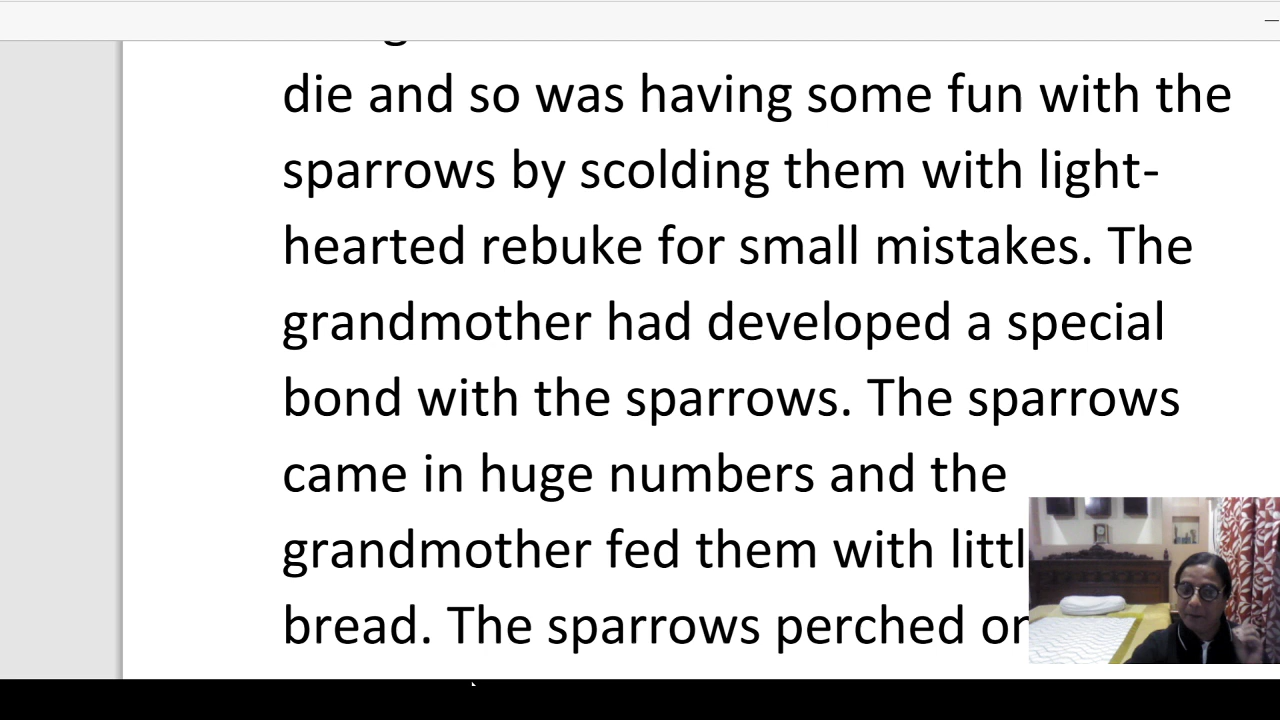 die and so was having some fun with the
sparrows by scolding them with light-
hearted rebuke for small mistakes. The
grandmother had developed a special
bond with the sparrows. The sparrows
came in huge numbers and the
grandmother fed them with
bread. The sparrows perched